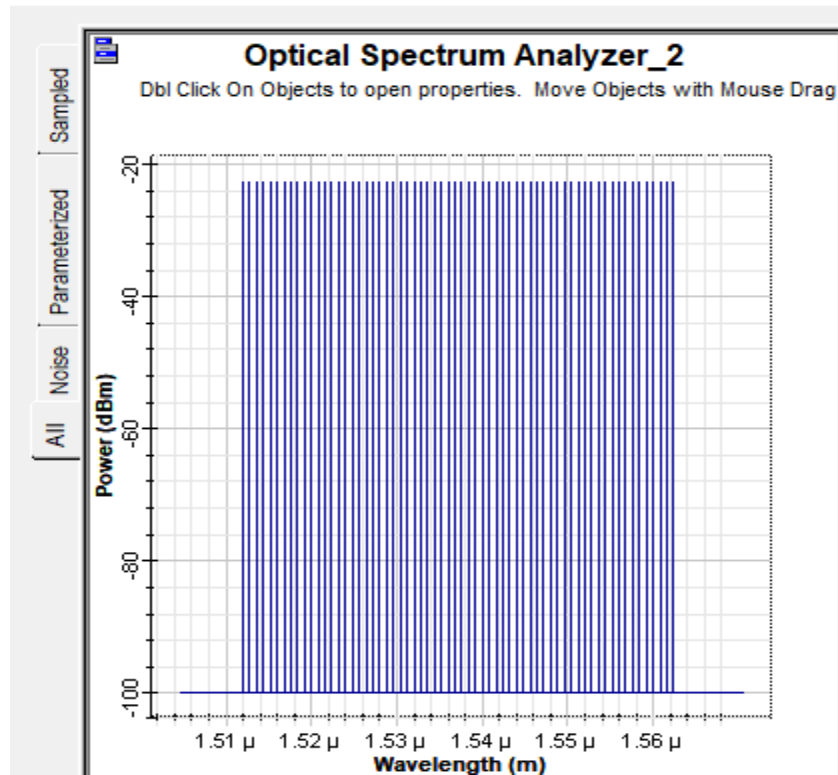 Optical Spectrum Analyzer_2
Dbl Click On Objects to open properties. Move Objects with Mouse Drag
Sampled
Parameterized
Noise
All
Power (dBm)
-20
-40
-60
-80
-100
1.51 µ 1.52 µ 1.53 µ 1.54 µ 1.55 µ 1.56 µ
Wavelength (m)